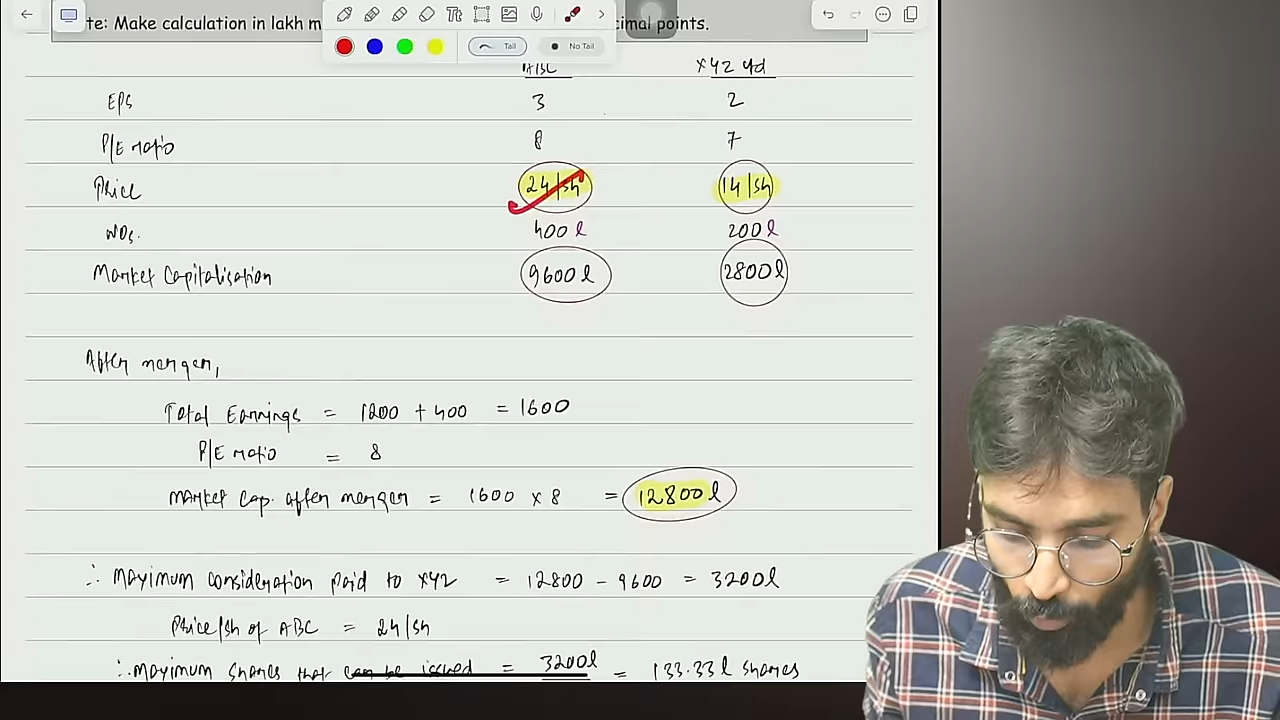 te: Make calculation in lakh m
cimal points.
Tail
No Tail
ABC XYZ Ltd
EPS 3 2
P/E ratio 8 7
Price 24/sh 14/sh
NOs. 400 l 200 l
Market Capitalisation 9600 l 2800 l
After merger,
Total Earnings = 1200 + 400 = 1600
P/E ratio = 8
Market Cap. after merger = 1600 x 8 = 12800 l
∴ Maximum consideration paid to XYZ = 12800 - 9600 = 3200 l
Price/sh of ABC = 24/sh
∴ Maximum shares that can be issued = 3200 l = 133.33 l shares